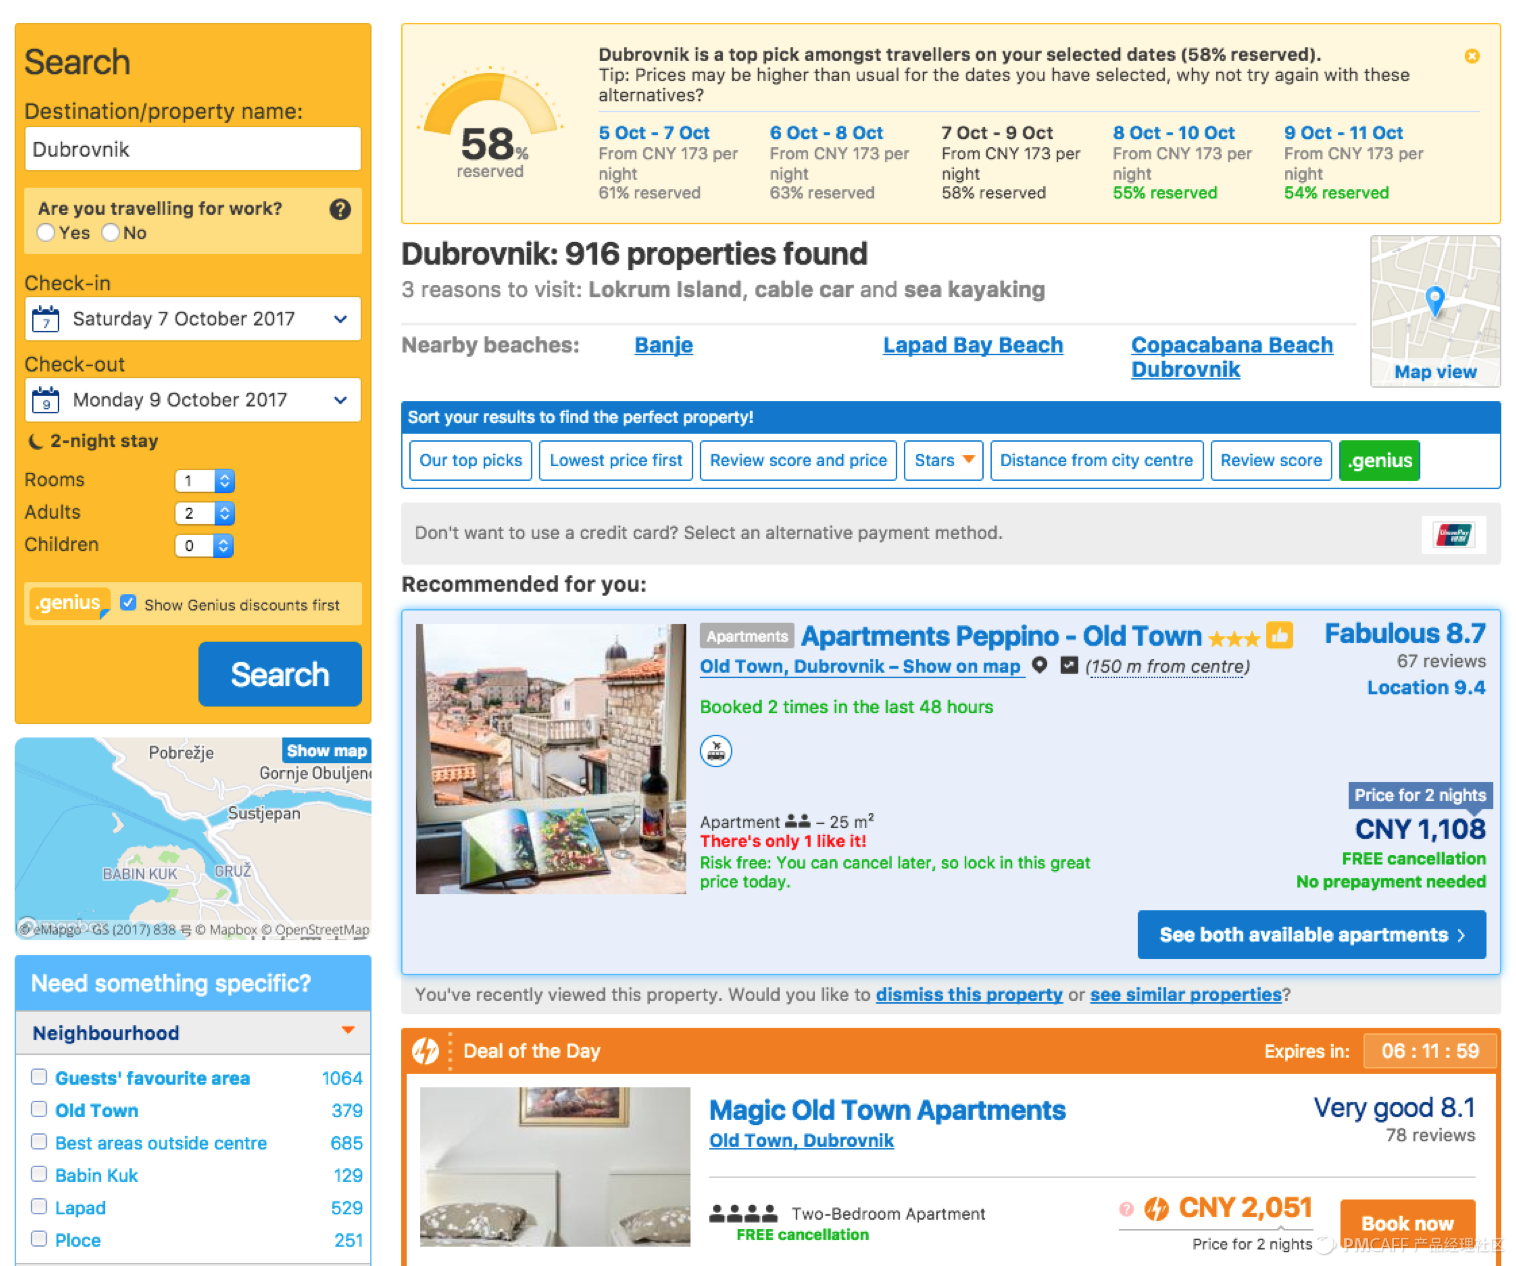 Search
Destination/property name:
Dubrovnik
Are you travelling for work?
?
Yes No
Check-in
7 Saturday 7 October 2017
Check-out
9 Monday 9 October 2017
2-night stay
Rooms 1
Adults 2
Children 0
.genius Show Genius discounts first
Search
Pobrežje
Show map
Gornje Obuljeno
Sustjepan
BABIN KUK
GRUŽ
© eMapgo - GS (2017) 838 号 © Mapbox © OpenStreetMap
Need something specific?
Neighbourhood
Guests' favourite area 1064
Old Town 379
Best areas outside centre 685
Babin Kuk 129
Lapad 529
Ploce 251
58%
reserved
Dubrovnik is a top pick amongst travellers on your selected dates (58% reserved).
Tip: Prices may be higher than usual for the dates you have selected, why not try again with these
alternatives?
5 Oct - 7 Oct
From CNY 173 per
night
61% reserved
6 Oct - 8 Oct
From CNY 173 per
night
63% reserved
7 Oct - 9 Oct
From CNY 173 per
night
58% reserved
8 Oct - 10 Oct
From CNY 173 per
night
55% reserved
9 Oct - 11 Oct
From CNY 173 per
night
54% reserved
Dubrovnik: 916 properties found
3 reasons to visit: Lokrum Island, cable car and sea kayaking
Nearby beaches: Banje Lapad Bay Beach Copacabana Beach
Dubrovnik
Map view
Sort your results to find the perfect property!
Our top picks Lowest price first Review score and price Stars Distance from city centre Review score .genius
Don't want to use a credit card? Select an alternative payment method.
UnionPay
银联
Recommended for you:
Apartments Apartments Peppino - Old Town
Old Town, Dubrovnik – Show on map (150 m from centre)
Booked 2 times in the last 48 hours
Fabulous 8.7
67 reviews
Location 9.4
Apartment – 25 m²
There's only 1 like it!
Risk free: You can cancel later, so lock in this great
price today.
Price for 2 nights
CNY 1,108
FREE cancellation
No prepayment needed
See both available apartments
You've recently viewed this property. Would you like to dismiss this property or see similar properties?
Deal of the Day
Expires in: 06 : 11 : 59
Magic Old Town Apartments
Old Town, Dubrovnik
Very good 8.1
78 reviews
Two-Bedroom Apartment
FREE cancellation
? CNY 2,051
Price for 2 nights
Book now
PMCAFF 产品经理社区